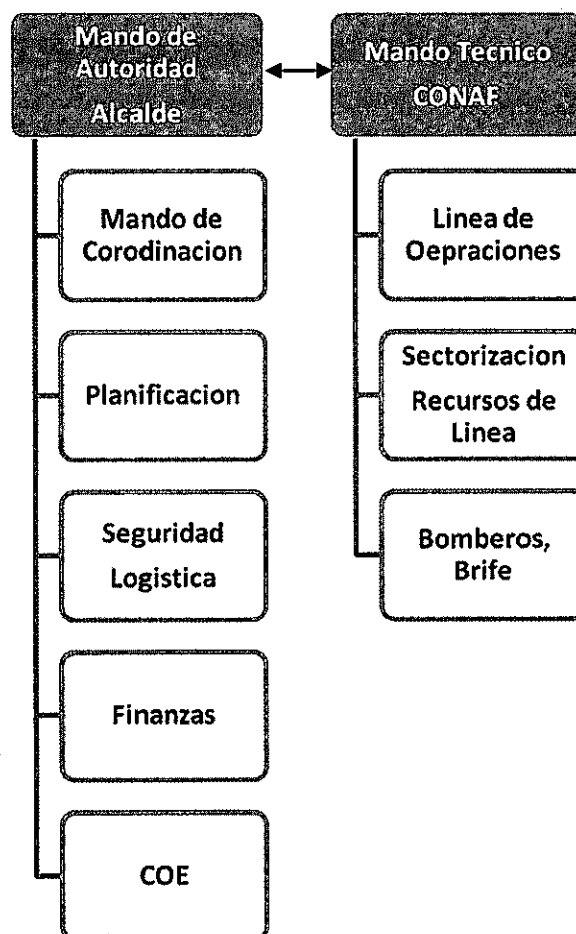 Mando de
Autoridad
Alcalde
Mando Tecnico
CONAF
Mando de
Corodinacion
Planificacion
Seguridad
Logistica
Finanzas
COE
Linea de
Oepraciones
Sectorizacion
Recursos de
Linea
Bomberos,
Brife